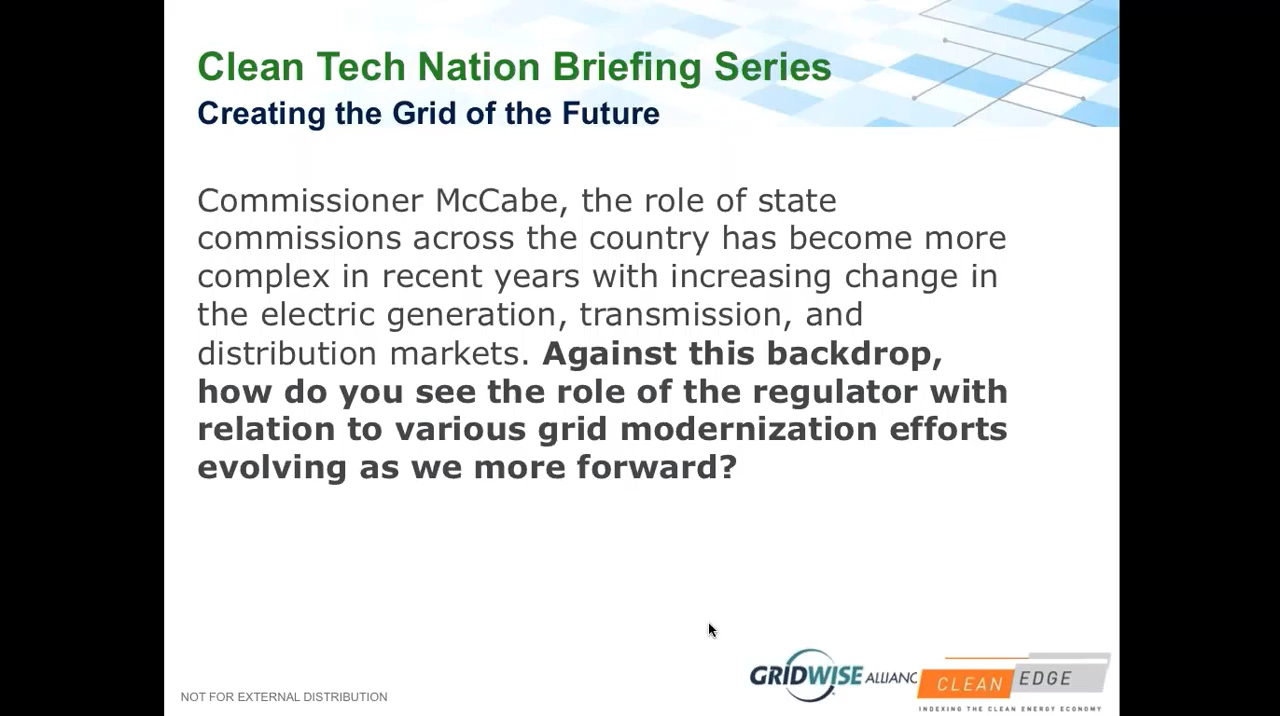 Clean Tech Nation Briefing Series
Creating the Grid of the Future
Commissioner McCabe, the role of state
commissions across the country has become more
complex in recent years with increasing change in
the electric generation, transmission, and
distribution markets. Against this backdrop,
how do you see the role of the regulator with
relation to various grid modernization efforts
evolving as we more forward?
NOT FOR EXTERNAL DISTRIBUTION
GRIDWISE ALLIANC
CLEAN EDGE
INDEXING THE CLEAN ENERGY ECONOMY